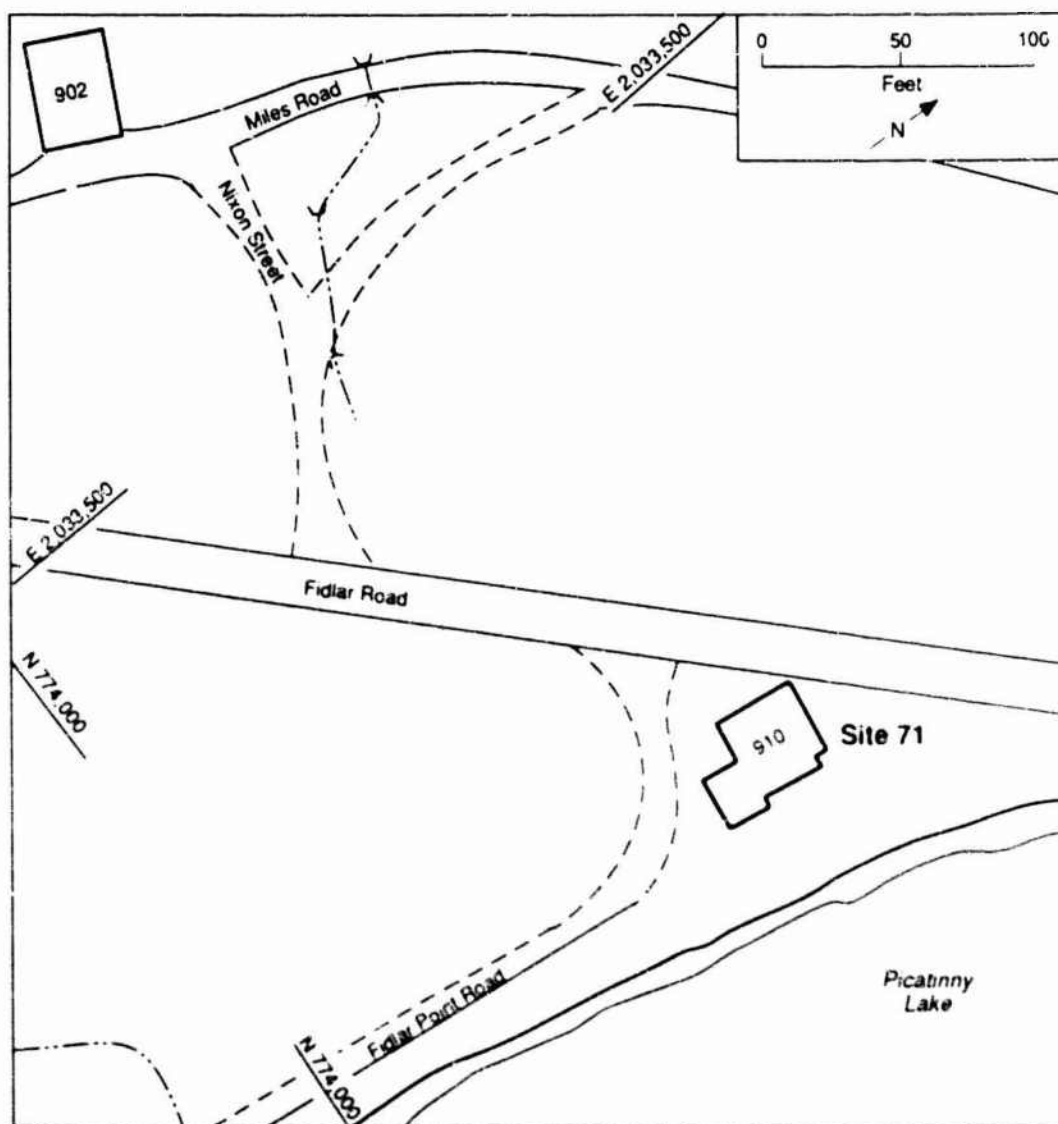 902
Miles Road
E 2,033,500
0 50 100
Feet
N
Nixon Street
E 2,033,500
Fidlar Road
N 774,000
910
Site 71
Picatinny
Lake
Fidlar Point Road
N 774,000